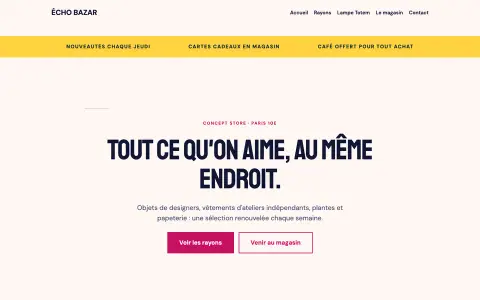 ÉCHO BAZAR
Accueil Rayons Lampe Totem Le magasin Contact
NOUVEAUTÉS CHAQUE JEUDI CARTES CADEAUX EN MAGASIN CAFÉ OFFERT POUR TOUT ACHAT
CONCEPT STORE · PARIS 10E
TOUT CE QU'ON AIME, AU MÊME
ENDROIT.
Objets de designers, vêtements d'ateliers indépendants, plantes et
papeterie : une sélection renouvelée chaque semaine.
Voir les rayons Venir au magasin